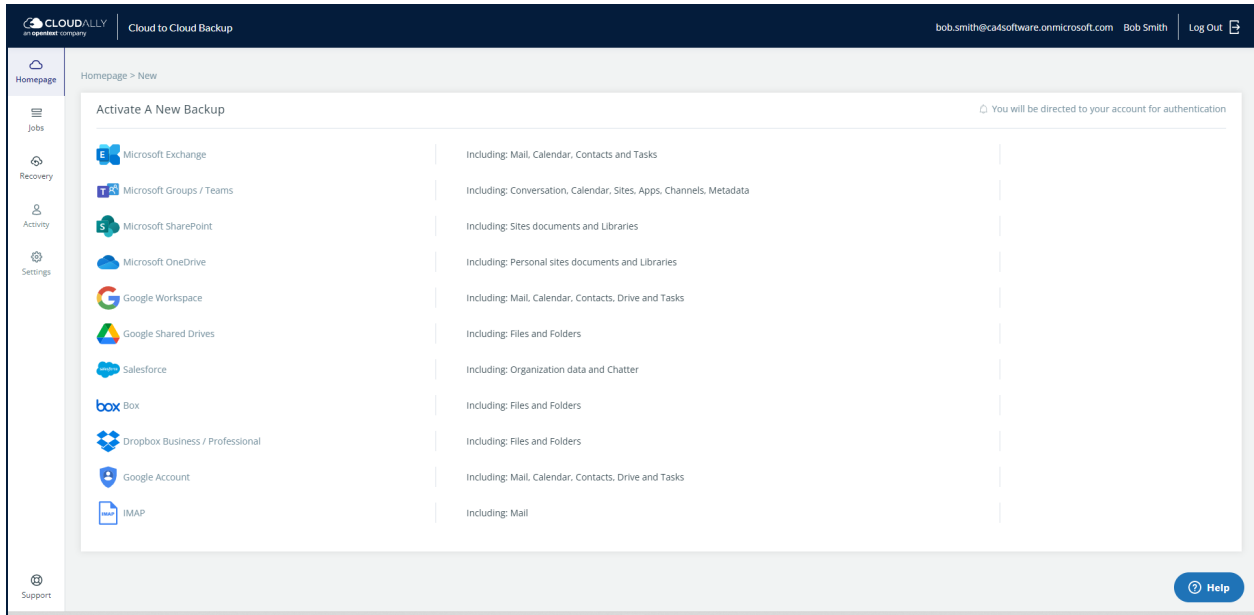 CLOUDALLY
an opentext company
Cloud to Cloud Backup
bob.smith@ca4software.onmicrosoft.com Bob Smith Log Out
Homepage
Jobs
Recovery
Activity
Settings
Support
Homepage > New
Activate A New Backup
You will be directed to your account for authentication
E Microsoft Exchange Including: Mail, Calendar, Contacts and Tasks
T Microsoft Groups / Teams Including: Conversation, Calendar, Sites, Apps, Channels, Metadata
S Microsoft SharePoint Including: Sites documents and Libraries
Microsoft OneDrive Including: Personal sites documents and Libraries
Google Workspace Including: Mail, Calendar, Contacts, Drive and Tasks
Google Shared Drives Including: Files and Folders
salesforce Salesforce Including: Organization data and Chatter
box Box Including: Files and Folders
Dropbox Business / Professional Including: Files and Folders
Google Account Including: Mail, Calendar, Contacts, Drive and Tasks
IMAP IMAP Including: Mail
Help